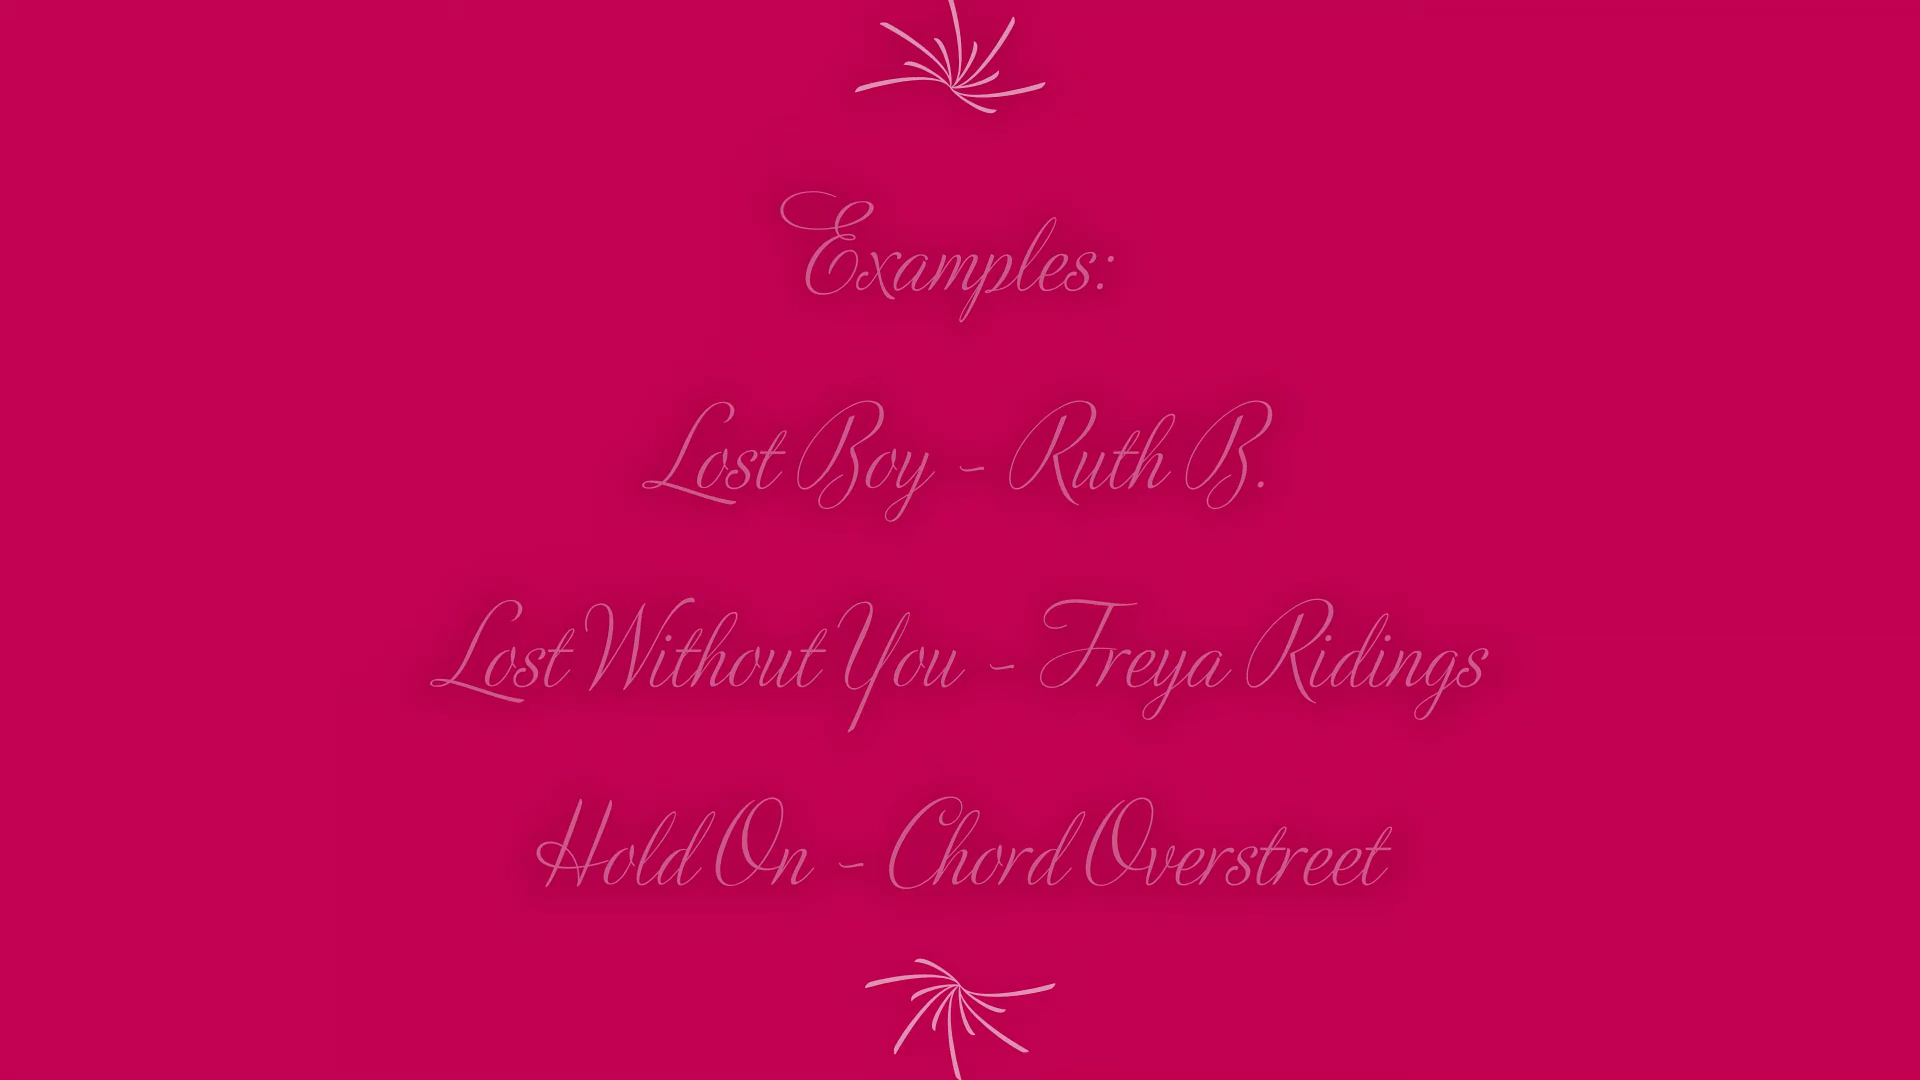 Examples:
Lost Boy - Ruth B.
Lost Without You - Freya Ridings
Hold On - Chord Overstreet